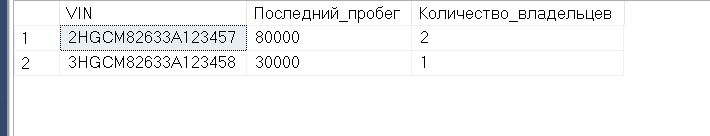 VIN Последний_пробег Количество_владельцев
1 2HGCM82633A123457 80000 2
2 3HGCM82633A123458 30000 1